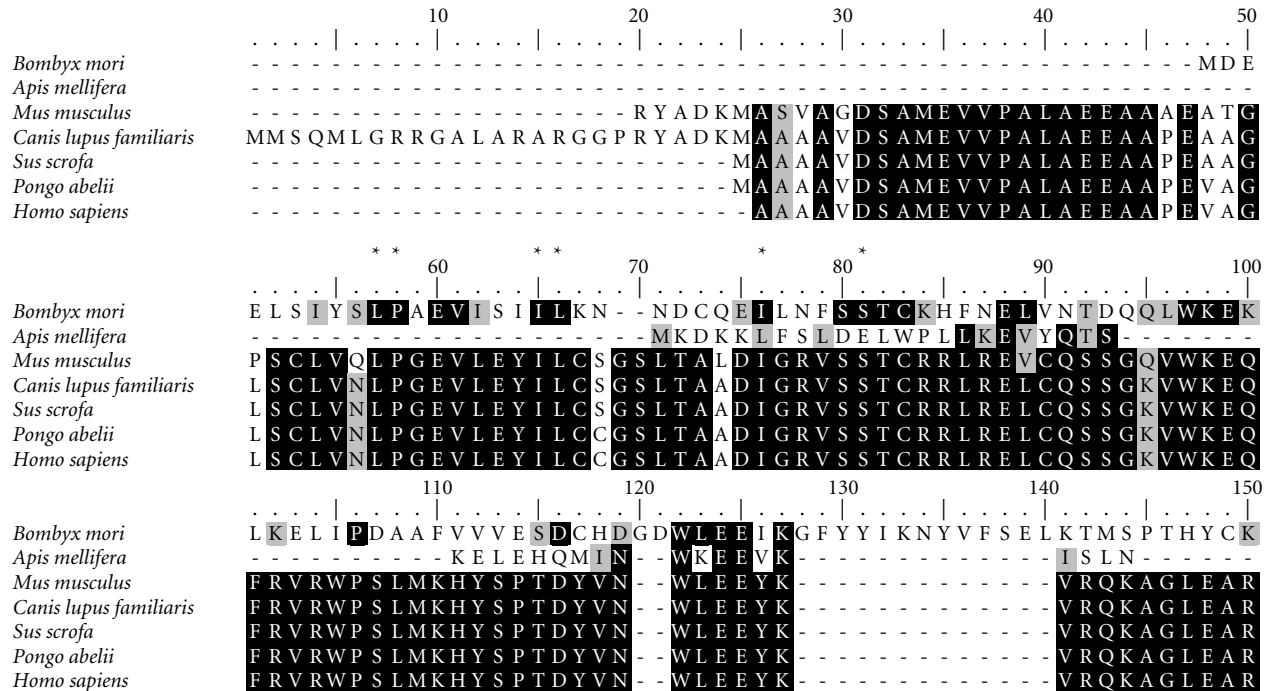 10 20 30 40 50
. . . . | . . . . | . . . . | . . . . | . . . . | . . . . | . . . . | . . . . | . . . . | . . . . |
Bombyx mori - - - - - - - - - - - - - - - - - - - - - - - - - - - - - - - - - - - - - - - - - - - - - - - M D E
Apis mellifera - - - - - - - - - - - - - - - - - - - - - - - - - - - - - - - - - - - - - - - - - - - - - - - - - -
Mus musculus - - - - - - - - - - - - - - - - - - - R Y A D K M A S V A G D S A M E V V P A L A E E A A A E A T G
Canis lupus familiaris M M S Q M L G R R G A L A R A R G G P R Y A D K M A A A A V D S A M E V V P A L A E E A A P E A A G
Sus scrofa - - - - - - - - - - - - - - - - - - - - - - - - M A A A A V D S A M E V V P A L A E E A A P E A A G
Pongo abelii - - - - - - - - - - - - - - - - - - - - - - - - M A A A A V D S A M E V V P A L A E E A A P E V A G
Homo sapiens - - - - - - - - - - - - - - - - - - - - - - - - - A A A A V D S A M E V V P A L A E E A A P E V A G
* * * * * *
60 70 80 90 100
. . . . | . . . . | . . . . | . . . . | . . . . | . . . . | . . . . | . . . . | . . . . | . . . . |
Bombyx mori E L S I Y S L P A E V I S I I L K N - - N D C Q E I L N F S S T C K H F N E L V N T D Q Q L W K E K
Apis mellifera - - - - - - - - - - - - - - - - - - - - M K D K K L F S L D E L W P L L K E V Y Q T S - - - - - - -
Mus musculus P S C L V Q L P G E V L E Y I L C S G S L T A L D I G R V S S T C R R L R E V C Q S S G Q V W K E Q
Canis lupus familiaris L S C L V N L P G E V L E Y I L C S G S L T A A D I G R V S S T C R R L R E L C Q S S G K V W K E Q
Sus scrofa L S C L V N L P G E V L E Y I L C S G S L T A A D I G R V S S T C R R L R E L C Q S S G K V W K E Q
Pongo abelii L S C L V N L P G E V L E Y I L C C G S L T A A D I G R V S S T C R R L R E L C Q S S G K V W K E Q
Homo sapiens L S C L V N L P G E V L E Y I L C C G S L T A A D I G R V S S T C R R L R E L C Q S S G K V W K E Q
110 120 130 140 150
. . . . | . . . . | . . . . | . . . . | . . . . | . . . . | . . . . | . . . . | . . . . | . . . . |
Bombyx mori L K E L I P D A A F V V V E S D C H D G D W L E E I K G F Y Y I K N Y V F S E L K T M S P T H Y C K
Apis mellifera - - - - - - - - - - K E L E H Q M I N - - W K E E V K - - - - - - - - - - - - - I S L N - - - - - -
Mus musculus F R V R W P S L M K H Y S P T D Y V N - - W L E E Y K - - - - - - - - - - - - - V R Q K A G L E A R
Canis lupus familiaris F R V R W P S L M K H Y S P T D Y V N - - W L E E Y K - - - - - - - - - - - - - V R Q K A G L E A R
Sus scrofa F R V R W P S L M K H Y S P T D Y V N - - W L E E Y K - - - - - - - - - - - - - V R Q K A G L E A R
Pongo abelii F R V R W P S L M K H Y S P T D Y V N - - W L E E Y K - - - - - - - - - - - - - V R Q K A G L E A R
Homo sapiens F R V R W P S L M K H Y S P T D Y V N - - W L E E Y K - - - - - - - - - - - - - V R Q K A G L E A R